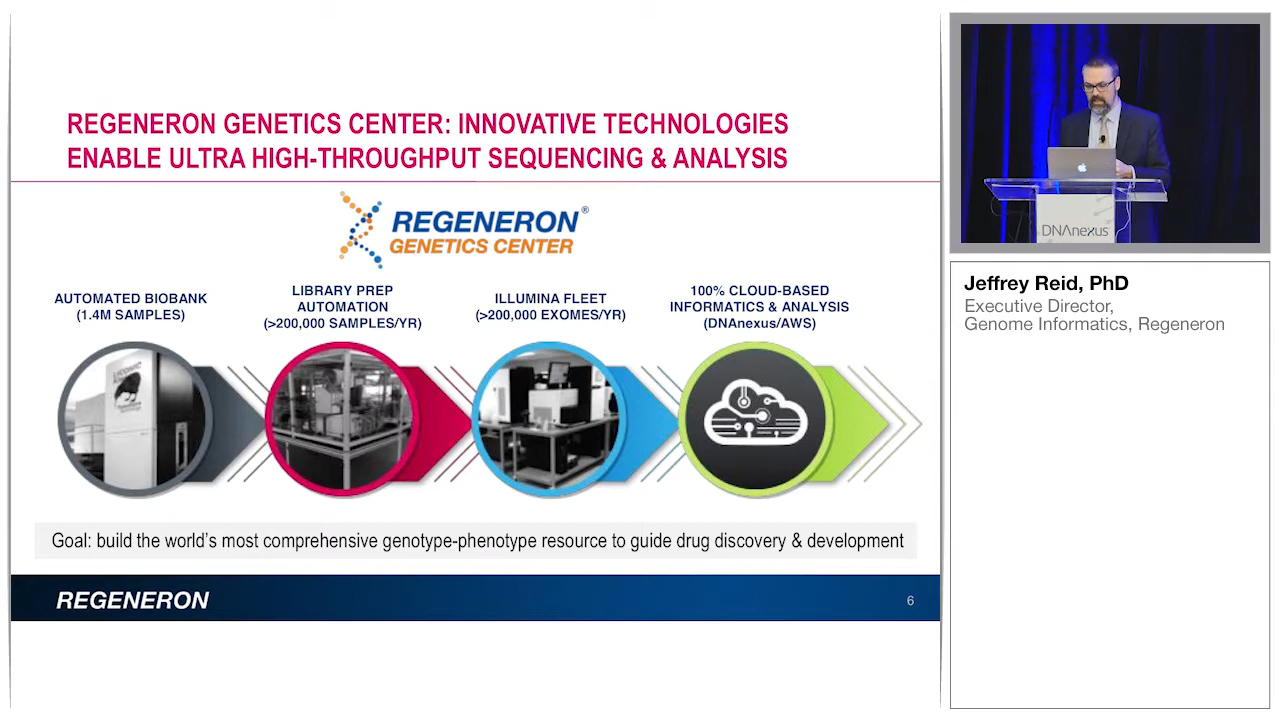 REGENERON GENETICS CENTER: INNOVATIVE TECHNOLOGIES
ENABLE ULTRA HIGH-THROUGHPUT SEQUENCING & ANALYSIS
REGENERON®
GENETICS CENTER
AUTOMATED BIOBANK
(1.4M SAMPLES)
LIBRARY PREP
AUTOMATION
(>200,000 SAMPLES/YR)
ILLUMINA FLEET
(>200,000 EXOMES/YR)
100% CLOUD-BASED
INFORMATICS & ANALYSIS
(DNAnexus/AWS)
Goal: build the world's most comprehensive genotype-phenotype resource to guide drug discovery & development
REGENERON
6
DNAnexus
Jeffrey Reid, PhD
Executive Director,
Genome Informatics, Regeneron